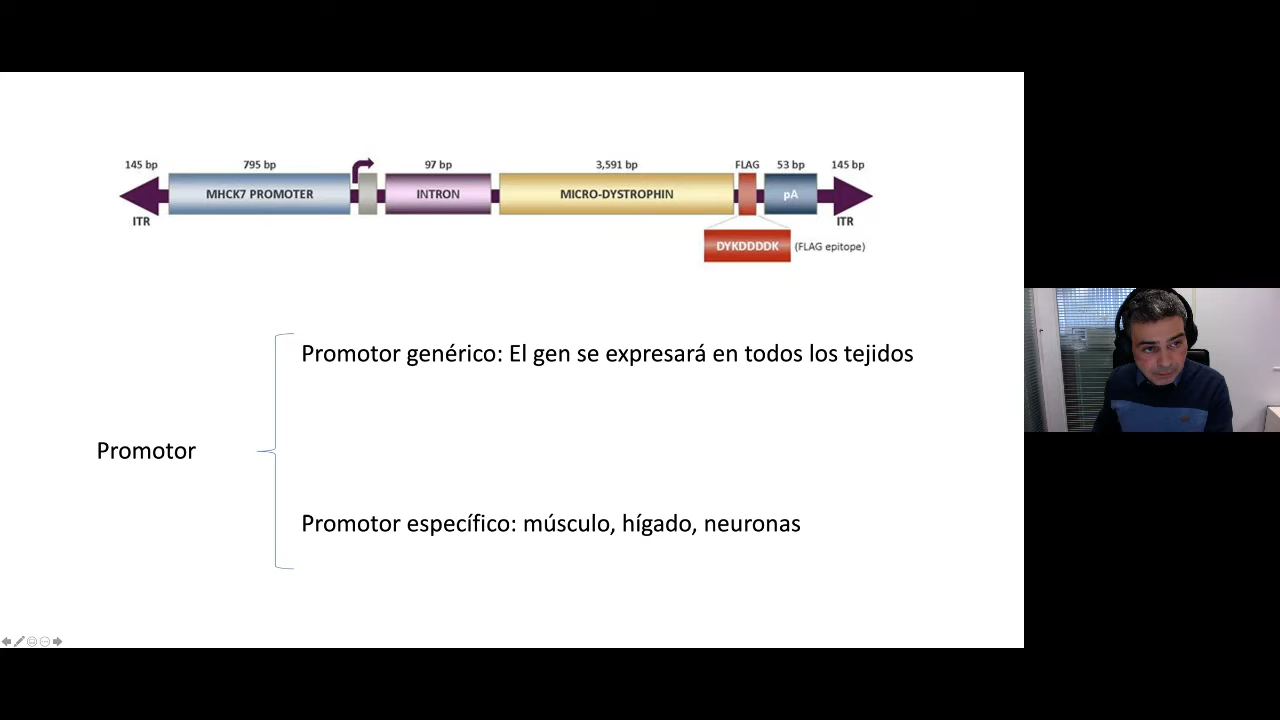 145 bp 795 bp 97 bp 3,591 bp FLAG 53 bp 145 bp
MHCK7 PROMOTER INTRON MICRO-DYSTROPHIN pA
ITR ITR
DYKDDDDK (FLAG epitope)
Promotor genérico: El gen se expresará en todos los tejidos
Promotor
Promotor específico: músculo, hígado, neuronas